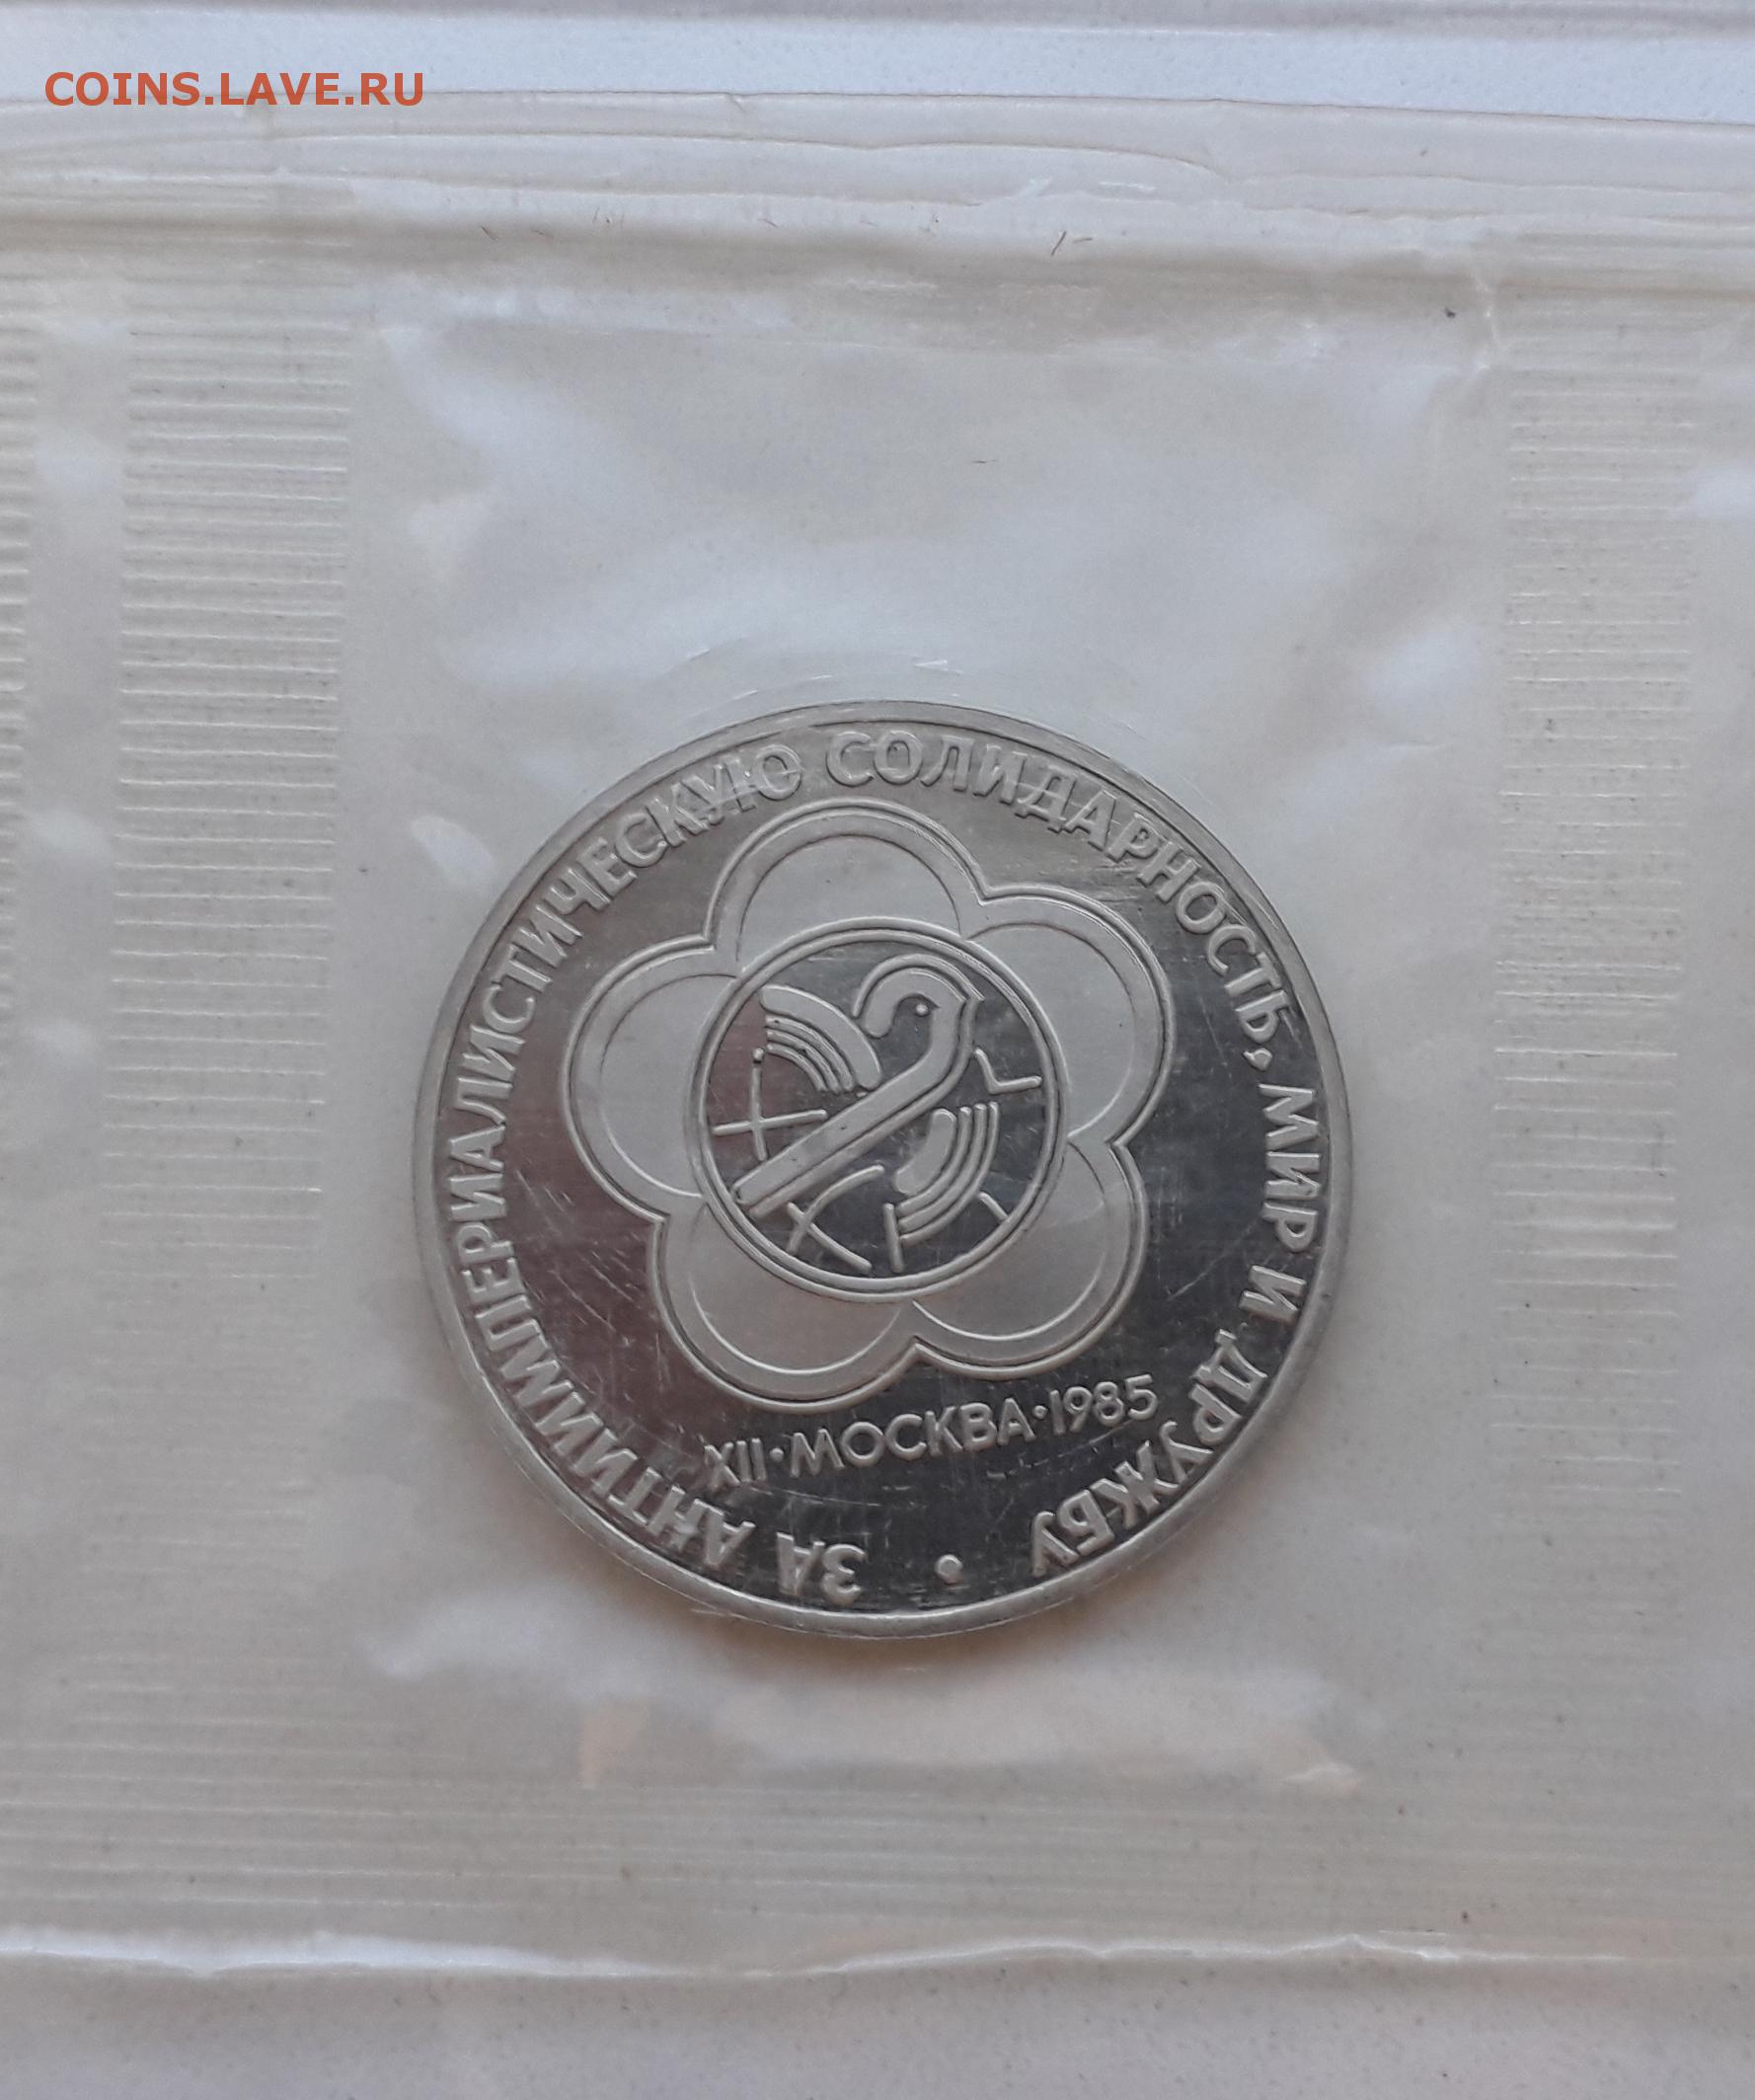 COINS.LAVE.RU
ЗА АНТИИМПЕРИАЛИСТИЧЕСКУЮ СОЛИДАРНОСТЬ, МИР И ДРУЖБУ •
XII•МОСКВА•1985